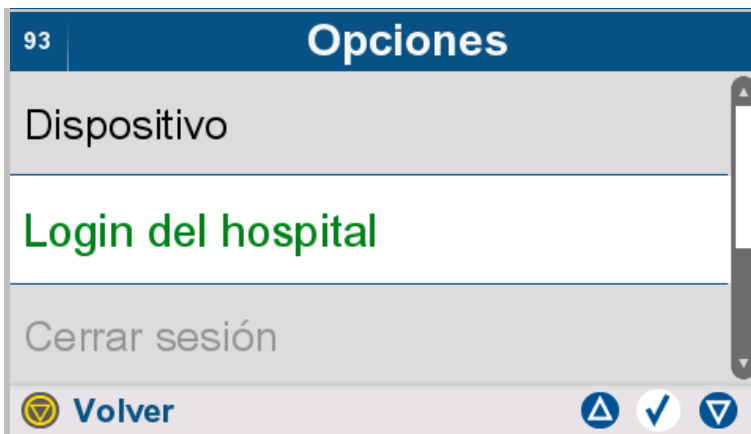 93
Opciones
Dispositivo
Login del hospital
Cerrar sesión
Volver